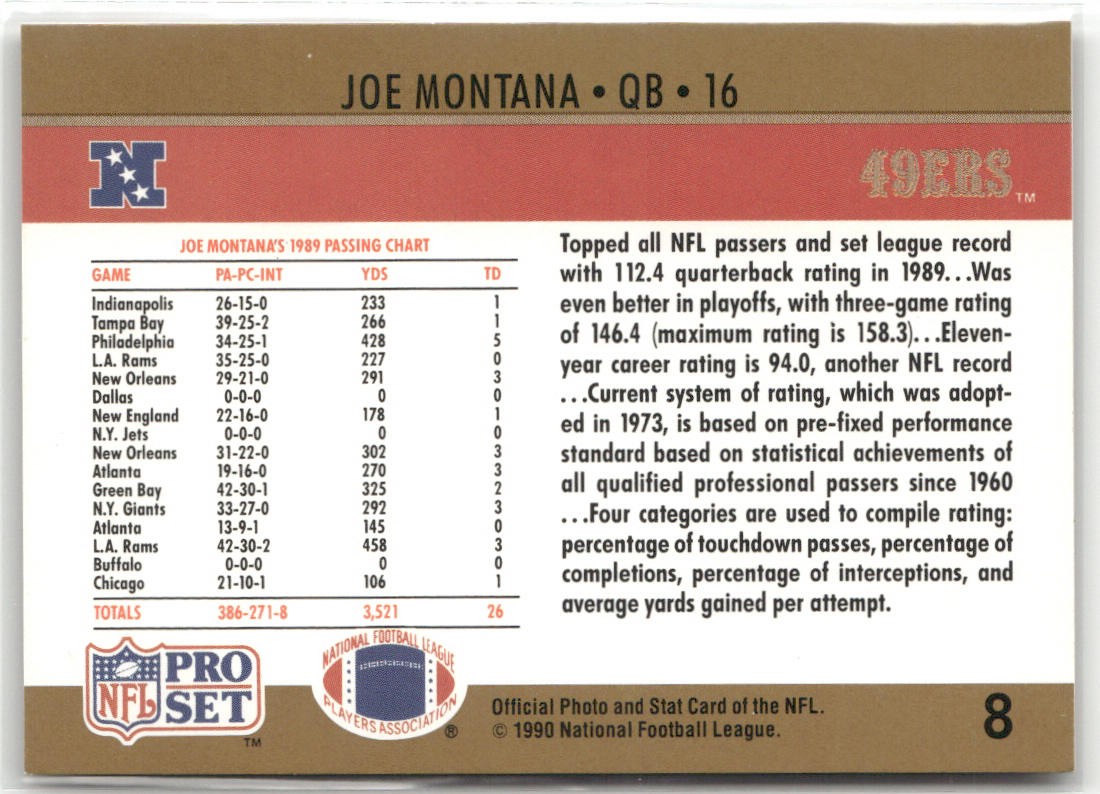 JOE MONTANA • QB • 16
N
49ERS
TM
JOE MONTANA'S 1989 PASSING CHART
GAME PA-PC-INT YDS TD
Indianapolis 26-15-0 233 1
Tampa Bay 39-25-2 266 1
Philadelphia 34-25-1 428 5
L.A. Rams 35-25-0 227 0
New Orleans 29-21-0 291 3
Dallas 0-0-0 0 0
New England 22-16-0 178 1
N.Y. Jets 0-0-0 0 0
New Orleans 31-22-0 302 3
Atlanta 19-16-0 270 3
Green Bay 42-30-1 325 2
N.Y. Giants 33-27-0 292 3
Atlanta 13-9-1 145 0
L.A. Rams 42-30-2 458 3
Buffalo 0-0-0 0 0
Chicago 21-10-1 106 1
TOTALS 386-271-8 3,521 26
Topped all NFL passers and set league record
with 112.4 quarterback rating in 1989...Was
even better in playoffs, with three-game rating
of 146.4 (maximum rating is 158.3)...Eleven-
year career rating is 94.0, another NFL record
...Current system of rating, which was adopt-
ed in 1973, is based on pre-fixed performance
standard based on statistical achievements of
all qualified professional passers since 1960
...Four categories are used to compile rating:
percentage of touchdown passes, percentage of
completions, percentage of interceptions, and
average yards gained per attempt.
NFL
PRO
SET
TM
NATIONAL FOOTBALL LEAGUE
PLAYERS ASSOCIATION
®
Official Photo and Stat Card of the NFL.
© 1990 National Football League.
8